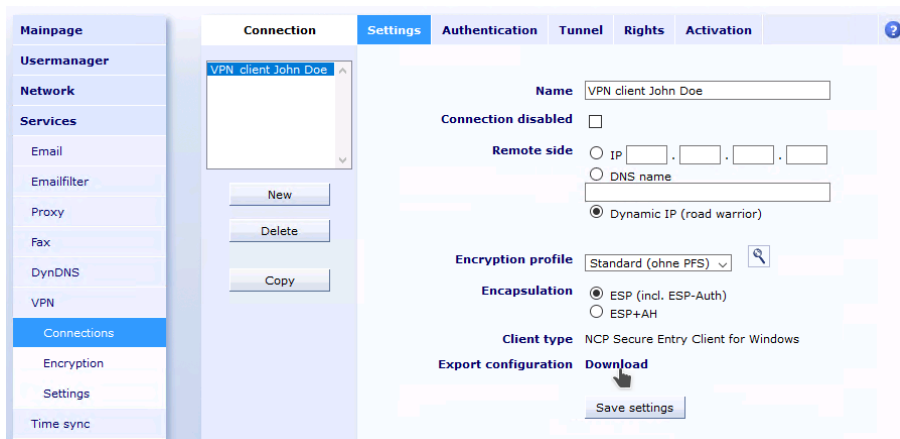 Mainpage
Usermanager
Network
Services
Email
Emailfilter
Proxy
Fax
DynDNS
VPN
Connections
Encryption
Settings
Time sync
Connection
VPN client John Doe
New
Delete
Copy
Settings Authentication Tunnel Rights Activation ?
Name VPN client John Doe
Connection disabled
Remote side IP . . .
DNS name
Dynamic IP (road warrior)
Encryption profile Standard (ohne PFS)
Encapsulation ESP (incl. ESP-Auth)
ESP+AH
Client type NCP Secure Entry Client for Windows
Export configuration Download
Save settings